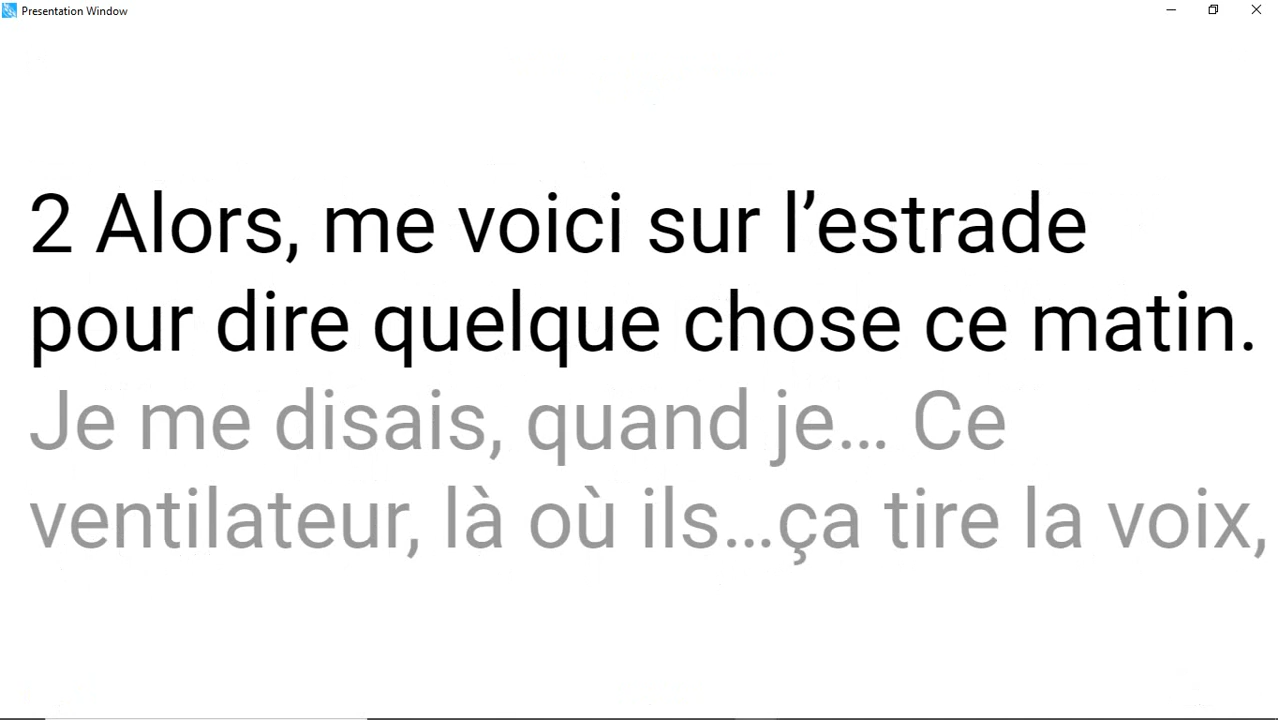 Presentation Window
2 Alors, me voici sur l’estrade
pour dire quelque chose ce matin.
Je me disais, quand je… Ce
ventilateur, là où ils…ça tire la voix,